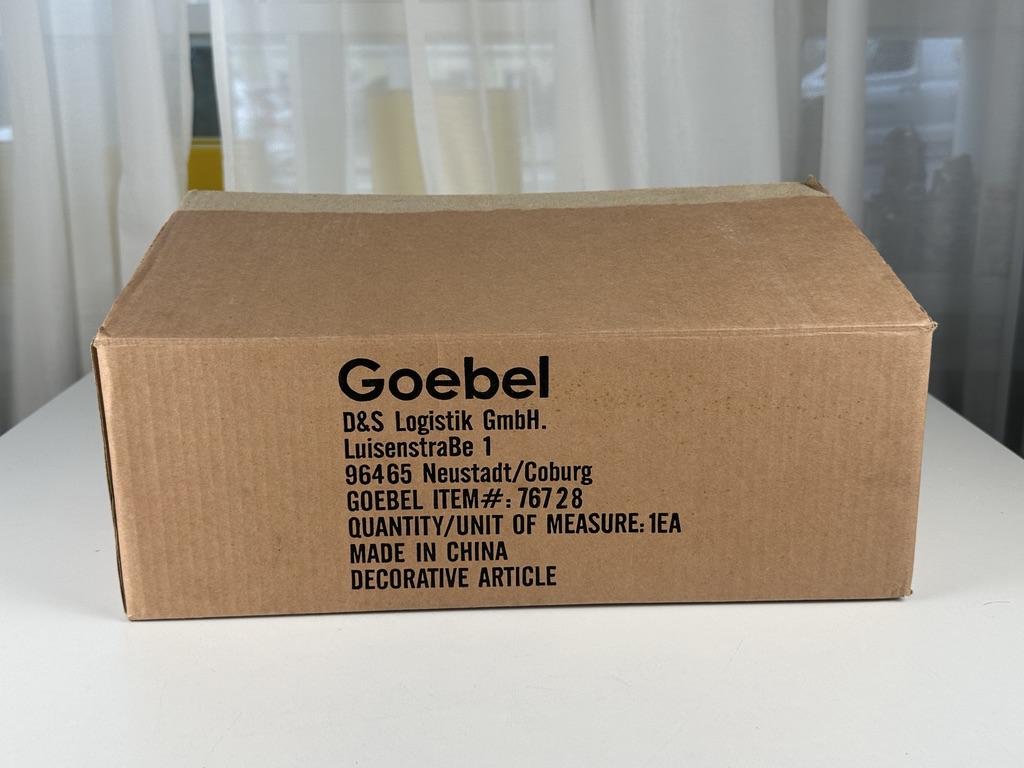 Goebel
D&S Logistik GmbH.
LuisenstraBe 1
96465 Neustadt/Coburg
GOEBEL ITEM#: 76728
QUANTITY/UNIT OF MEASURE: 1EA
MADE IN CHINA
DECORATIVE ARTICLE